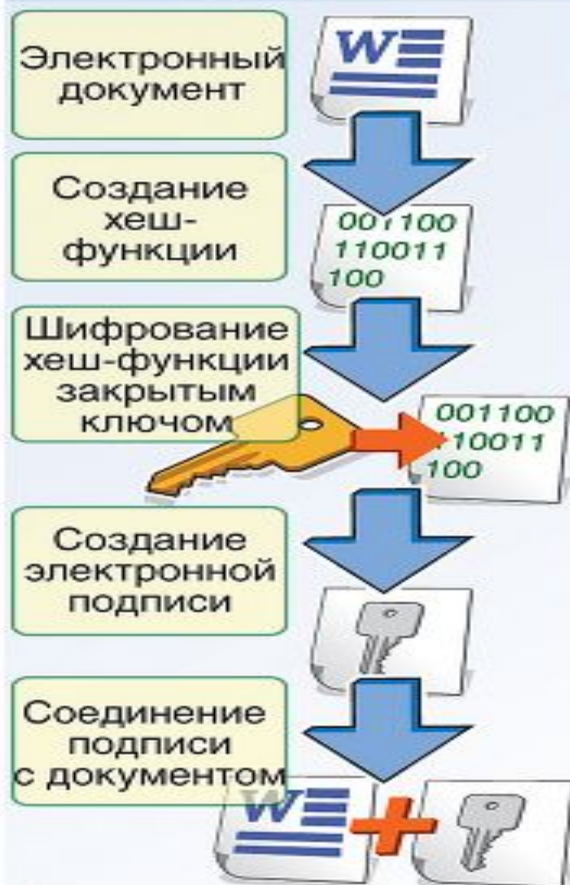 Электронный
документ
W
Создание
хеш-
функции
001100
110011
100
Шифрование
хеш-функции
закрытым
ключом
001100
110011
100
Создание
электронной
подписи
Соединение
подписи
с документом
W